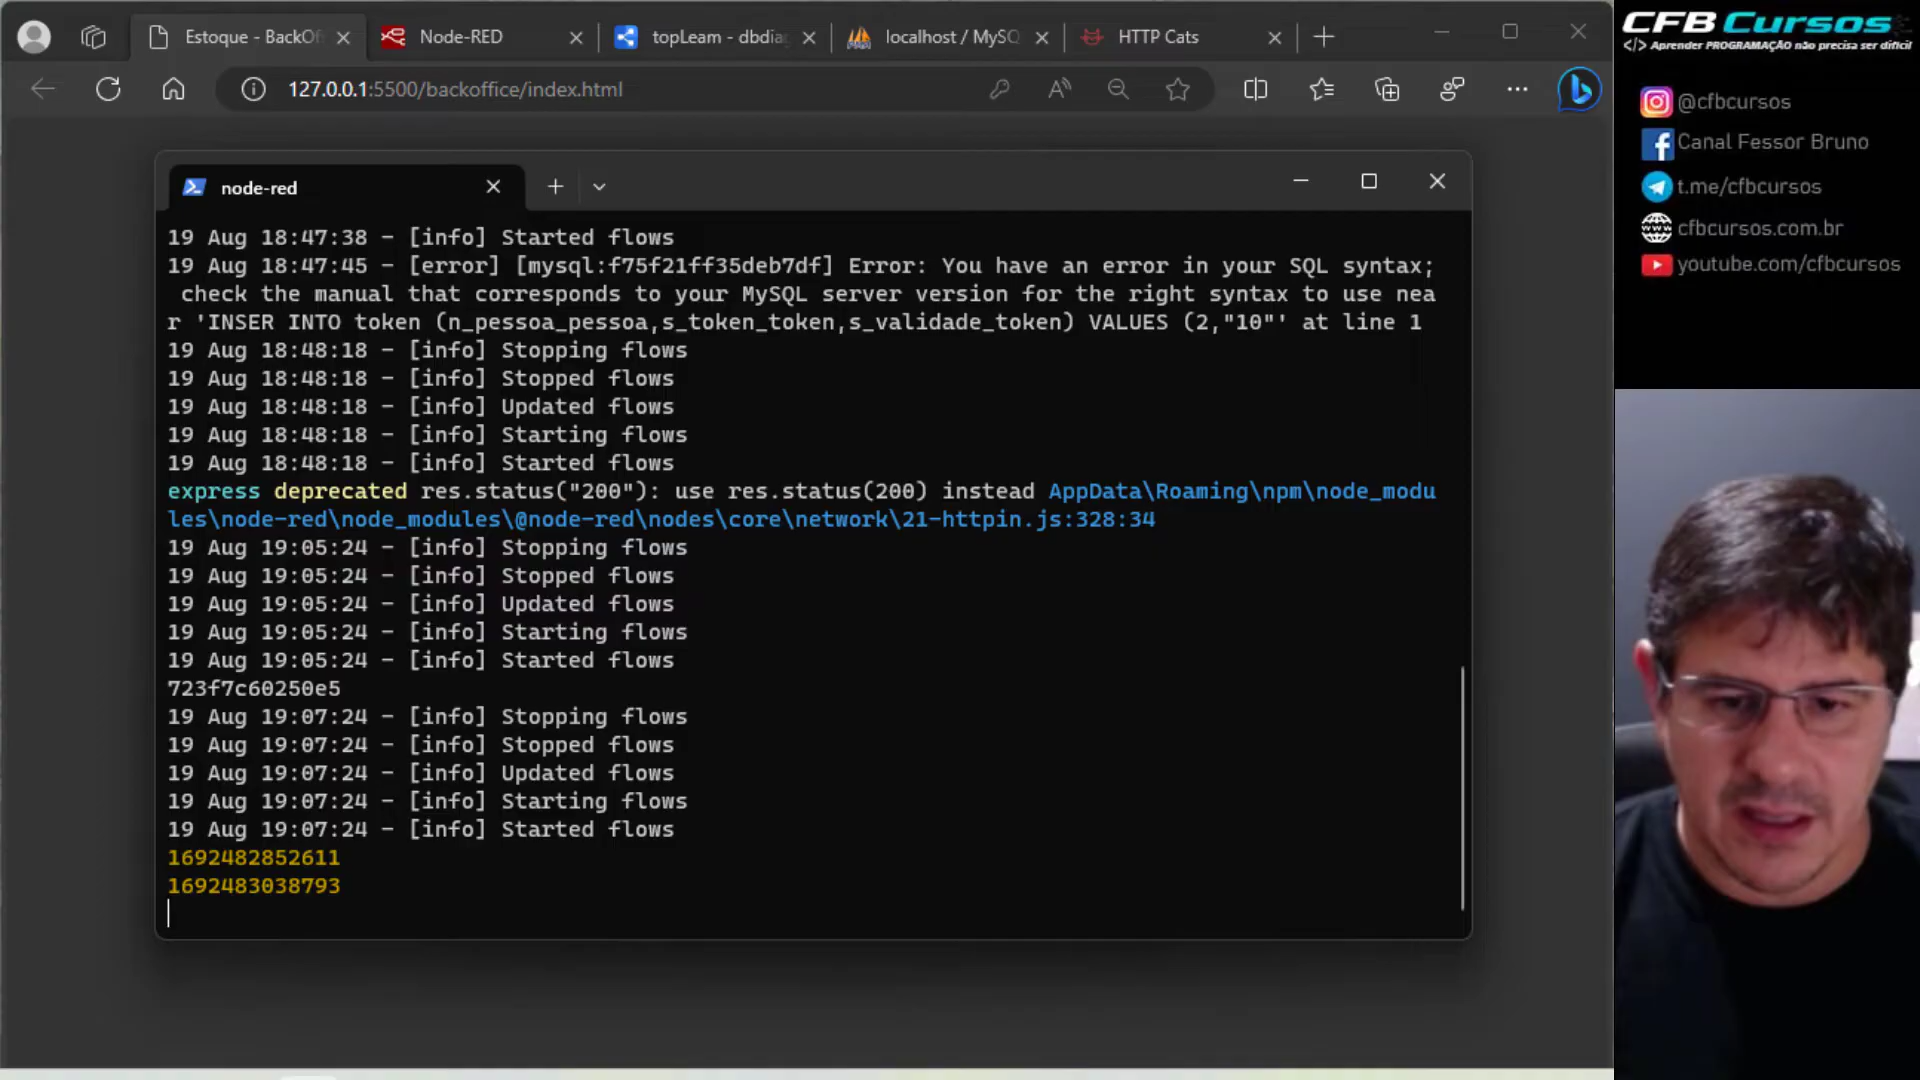 Estoque - BackOf
Node-RED
topLeam - dbdia
localhost / MySQ
HTTP Cats
127.0.0.1:5500/backoffice/index.html
node-red
19 Aug 18:47:38 - [info] Started flows
19 Aug 18:47:45 - [error] [mysql:f75f21ff35deb7df] Error: You have an error in your SQL syntax;
check the manual that corresponds to your MySQL server version for the right syntax to use nea
r 'INSER INTO token (n_pessoa_pessoa,s_token_token,s_validade_token) VALUES (2,"10"' at line 1
19 Aug 18:48:18 - [info] Stopping flows
19 Aug 18:48:18 - [info] Stopped flows
19 Aug 18:48:18 - [info] Updated flows
19 Aug 18:48:18 - [info] Starting flows
19 Aug 18:48:18 - [info] Started flows
express deprecated res.status("200"): use res.status(200) instead AppData\Roaming\npm\node_modu
les\node-red\node_modules\@node-red\nodes\core\network\21-httpin.js:328:34
19 Aug 19:05:24 - [info] Stopping flows
19 Aug 19:05:24 - [info] Stopped flows
19 Aug 19:05:24 - [info] Updated flows
19 Aug 19:05:24 - [info] Starting flows
19 Aug 19:05:24 - [info] Started flows
723f7c60250e5
19 Aug 19:07:24 - [info] Stopping flows
19 Aug 19:07:24 - [info] Stopped flows
19 Aug 19:07:24 - [info] Updated flows
19 Aug 19:07:24 - [info] Starting flows
19 Aug 19:07:24 - [info] Started flows
1692482852611
1692483038793
CFB Cursos
</> Aprender PROGRAMAÇÃO não precisa ser difícil
@cfbcursos
Canal Fessor Bruno
t.me/cfbcursos
cfbcursos.com.br
youtube.com/cfbcursos